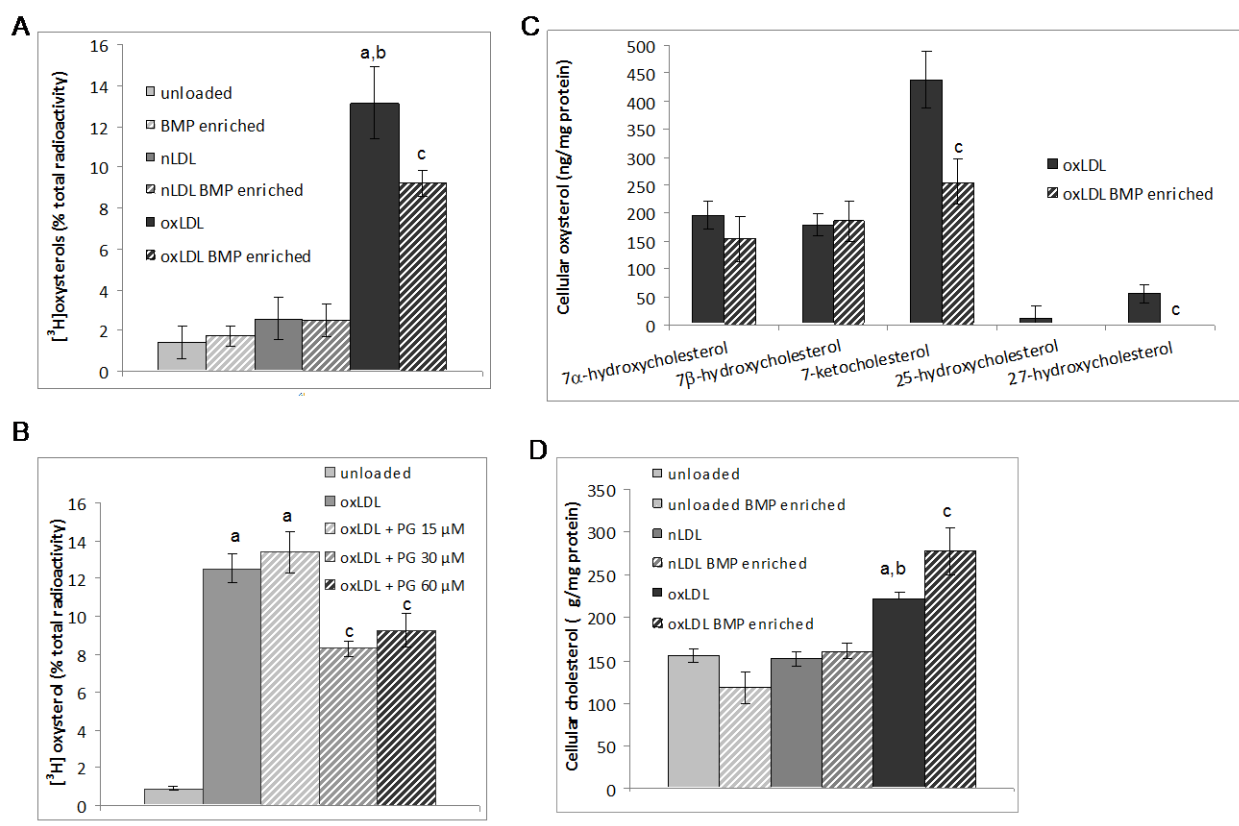 A
[³H]oxysterols (% total radioactivity)
16
14
12
10
8
6
4
2
0
unloaded
BMP enriched
nLDL
nLDL BMP enriched
oxLDL
oxLDL BMP enriched
a,b
c
B
[³H] oxysterol (% total radioactivity)
16
14
12
10
8
6
4
2
0
unloaded
oxLDL
oxLDL + PG 15 μM
oxLDL + PG 30 μM
oxLDL + PG 60 μM
a
a
c
c
C
Cellular oxysterol (ng/mg protein)
500
450
400
350
300
250
200
150
100
50
0
c
c
oxLDL
oxLDL BMP enriched
7α-hydroxycholesterol
7β-hydroxycholesterol
7-ketocholesterol
25-hydroxycholesterol
27-hydroxycholesterol
D
Cellular cholesterol ( g/mg protein)
350
300
250
200
150
100
50
0
unloaded
unloaded BMP enriched
nLDL
nLDL BMP enriched
oxLDL
oxLDL BMP enriched
a,b
c